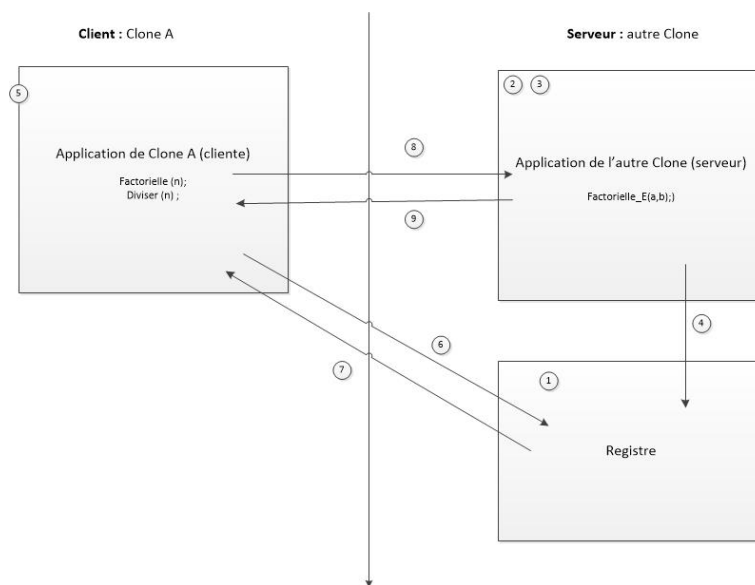 Client : Clone A
Serveur : autre Clone
5
2 3
Application de Clone A (cliente)
Factorielle (n);
Diviser (n) ;
8
Application de l'autre Clone (serveur)
Factorielle_E(a,b);)
9
4
6
7
1
Registre